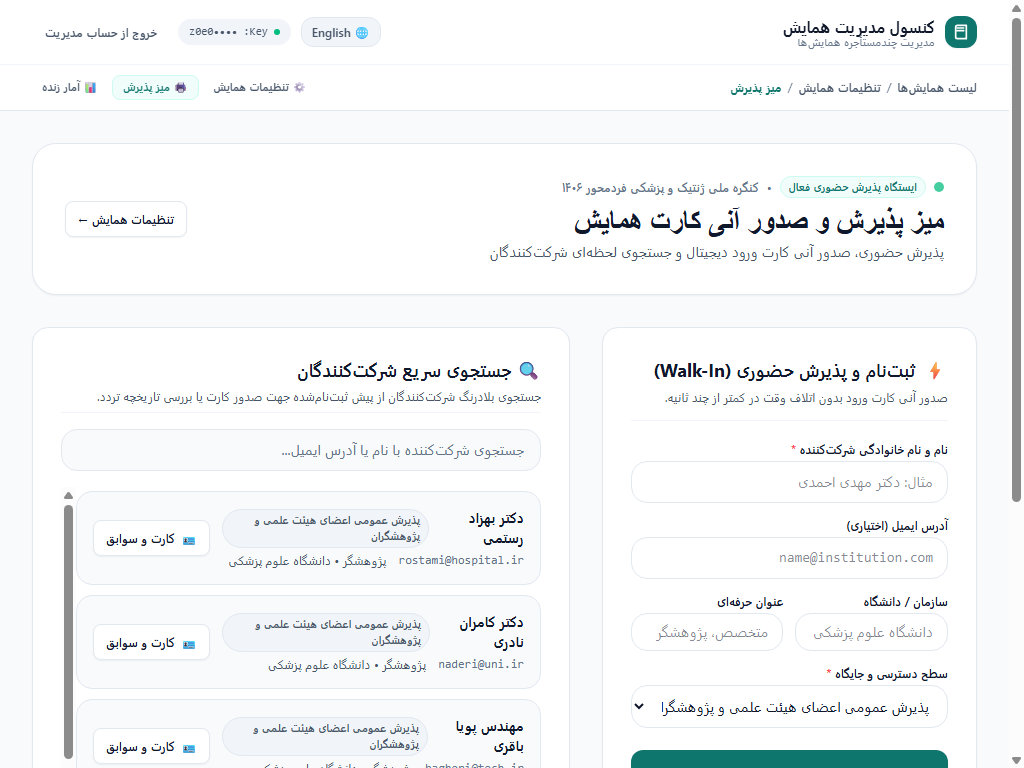 کنسول مدیریت همایش
مدیریت چندمستاجره همایش‌ها
English
Key: z0e0••••
خروج از حساب مدیریت
لیست همایش‌ها / تنظیمات همایش / میز پذیرش
تنظیمات همایش
میز پذیرش
آمار زنده
ایستگاه پذیرش حضوری فعال • کنگره ملی ژنتیک و پزشکی فردمحور ۱۴۰۶
میز پذیرش و صدور آنی کارت همایش
پذیرش حضوری، صدور آنی کارت ورود دیجیتال و جستجوی لحظه‌ای شرکت‌کنندگان
تنظیمات همایش ←
ثبت‌نام و پذیرش حضوری (Walk-In)
صدور آنی کارت ورود بدون اتلاف وقت در کمتر از چند ثانیه.
نام و نام خانوادگی شرکت‌کننده *
مثال: دکتر مهدی احمدی
آدرس ایمیل (اختیاری)
name@institution.com
سازمان / دانشگاه
دانشگاه علوم پزشکی
عنوان حرفه‌ای
متخصص، پژوهشگر
سطح دسترسی و جایگاه *
پذیرش عمومی اعضای هیئت علمی و پژوهشگرا
جستجوی سریع شرکت‌کنندگان
جستجوی بلادرنگ شرکت‌کنندگان از پیش ثبت‌نام‌شده جهت صدور کارت یا بررسی تاریخچه تردد.
جستجوی شرکت‌کننده با نام یا آدرس ایمیل...
دکتر بهزاد
رستمی
پذیرش عمومی اعضای هیئت علمی و
پژوهشگران
rostami@hospital.ir پژوهشگر • دانشگاه علوم پزشکی
کارت و سوابق
دکتر کامران
نادری
پذیرش عمومی اعضای هیئت علمی و
پژوهشگران
naderi@uni.ir پژوهشگر • دانشگاه علوم پزشکی
کارت و سوابق
مهندس پویا
باقری
پذیرش عمومی اعضای هیئت علمی و
پژوهشگران
bagheri@tech.ir پژوهشگر • دانشگاه علوم پزشکی
کارت و سوابق